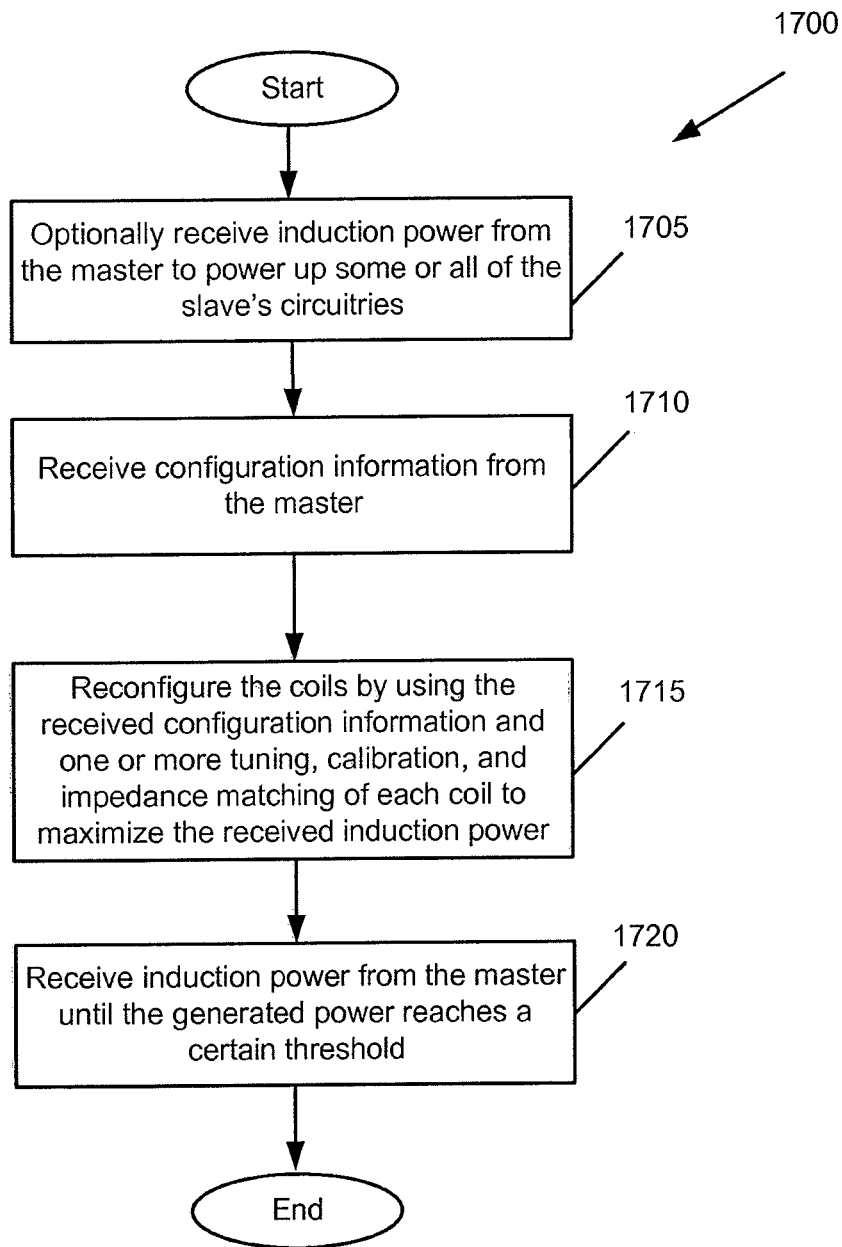 1700
Start
Optionally receive induction power from
the master to power up some or all of the
slave's circuitries
1705
Receive configuration information from
the master
1710
Reconfigure the coils by using the
received configuration information and
one or more tuning, calibration, and
impedance matching of each coil to
maximize the received induction power
1715
Receive induction power from the master
until the generated power reaches a
certain threshold
1720
End